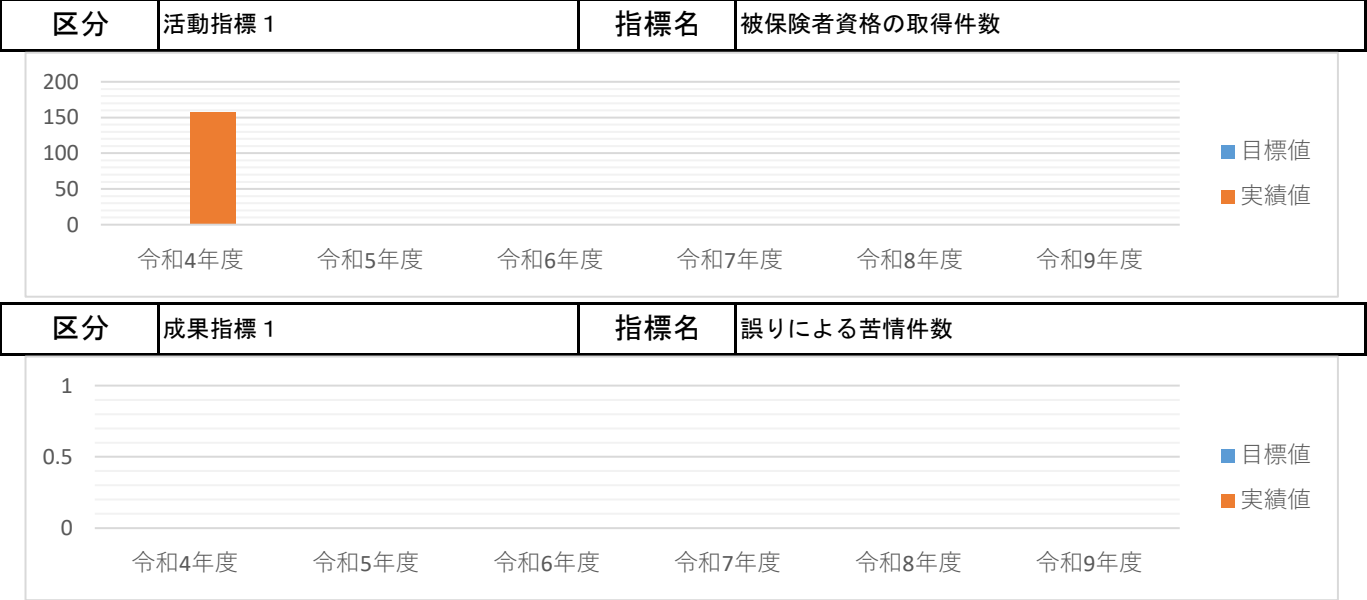 区分 活動指標１ 指標名 被保険者資格の取得件数
200
150
100
50
0
目標値
実績値
令和4年度 令和5年度 令和6年度 令和7年度 令和8年度 令和9年度
区分 成果指標１ 指標名 誤りによる苦情件数
1
0.5
0
目標値
実績値
令和4年度 令和5年度 令和6年度 令和7年度 令和8年度 令和9年度